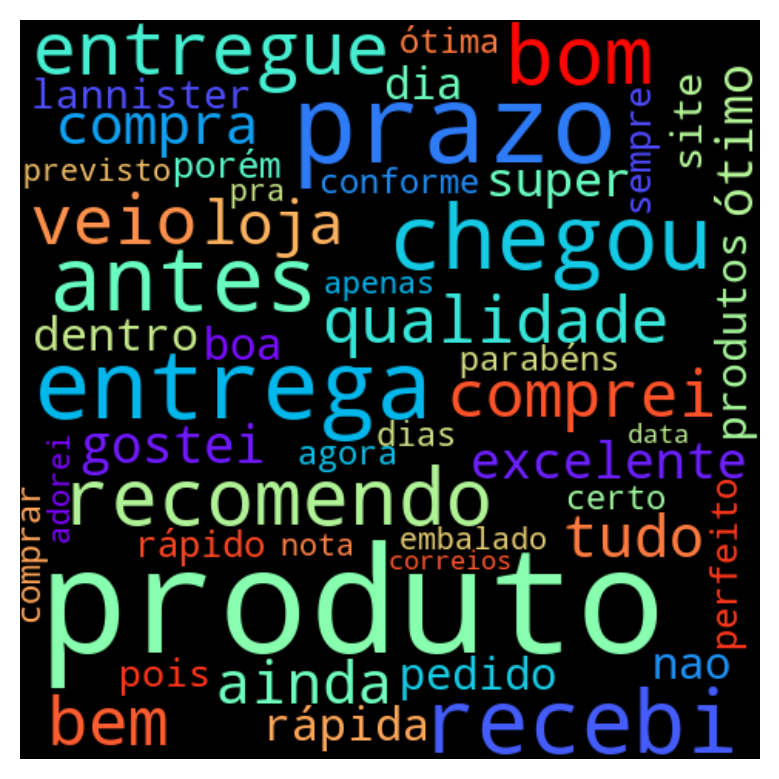 entregue
ótima
bom
lannister
dia
compra
prazo
sempre
site
ótimo
previsto
porém
pra
conforme
super
veio
loja
chegou
antes
apenas
qualidade
produtos
dentro
boa
parabéns
entrega
comprei
gostei
dias
agora
data
excelente
adorei
recomendo
certo
comprar
rápido
nota
embalado
correios
tudo
perfeito
produto
pois
ainda
pedido
nao
bem
rápida
recebi